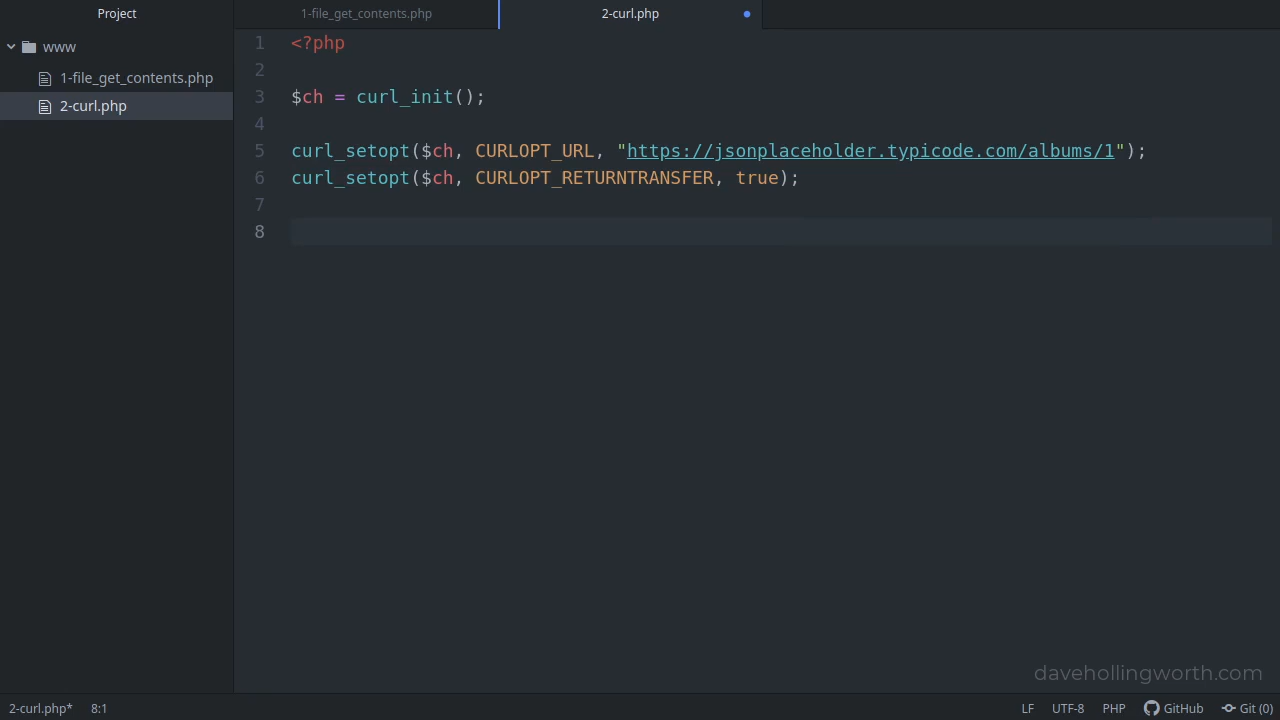 Project
1-file_get_contents.php
2-curl.php
www
1-file_get_contents.php
2-curl.php
1 <?php
2
3 $ch = curl_init();
4
5 curl_setopt($ch, CURLOPT_URL, "https://jsonplaceholder.typicode.com/albums/1");
6 curl_setopt($ch, CURLOPT_RETURNTRANSFER, true);
7
8
davehollingworth.com
2-curl.php* 8:1 LF UTF-8 PHP GitHub Git (0)